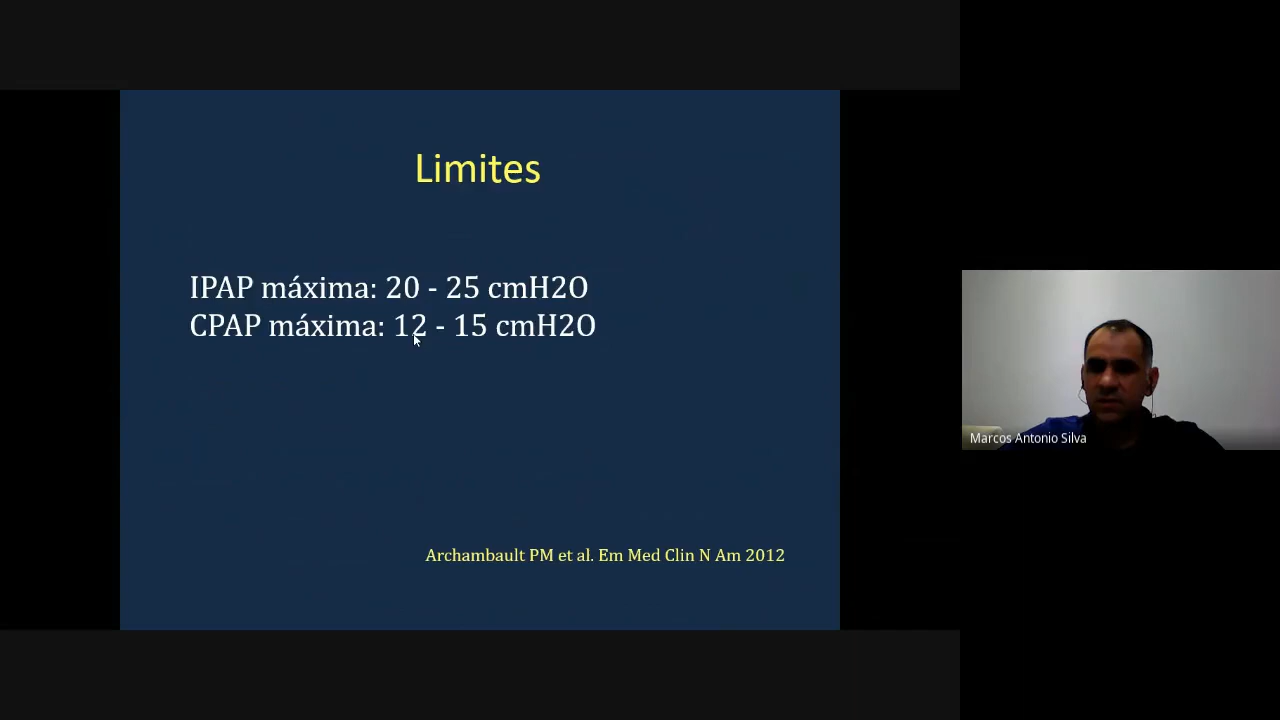 Limites
IPAP máxima: 20 - 25 cmH2O
CPAP máxima: 12 - 15 cmH2O
Archambault PM et al. Em Med Clin N Am 2012
Marcos Antonio Silva